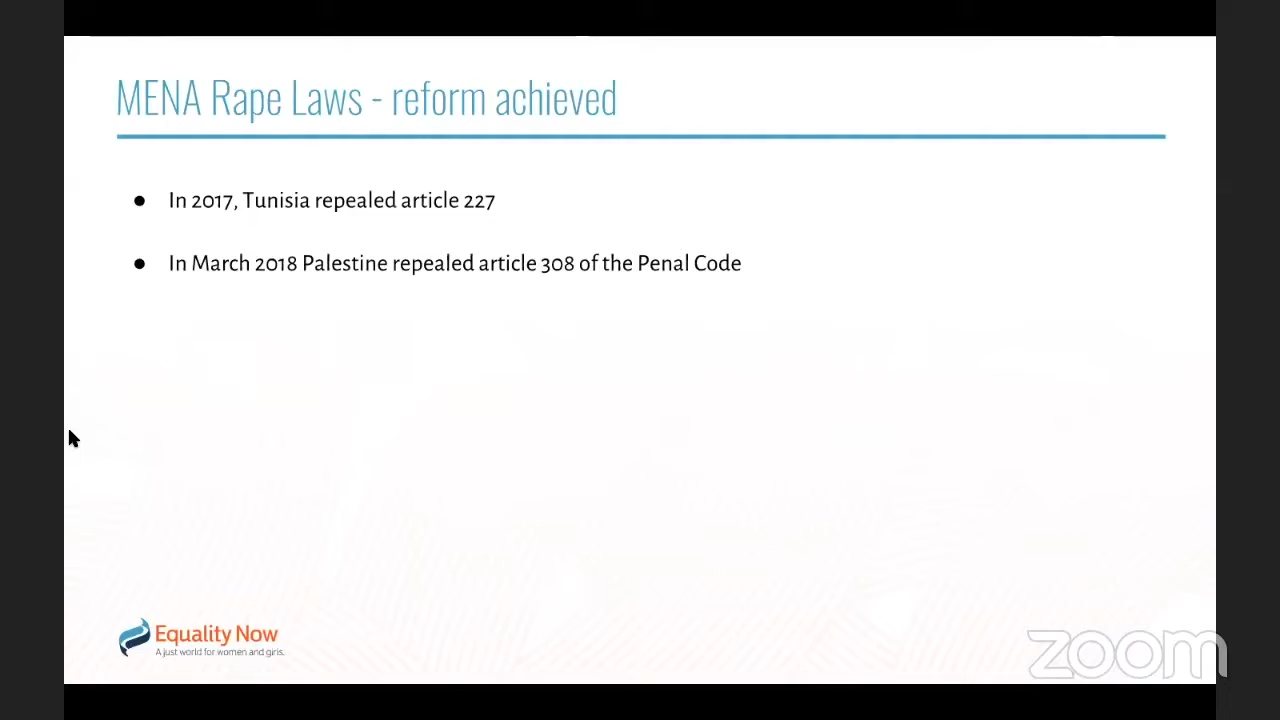 MENA Rape Laws - reform achieved
● In 2017, Tunisia repealed article 227
● In March 2018 Palestine repealed article 308 of the Penal Code
Equality Now
A just world for women and girls.
zoom